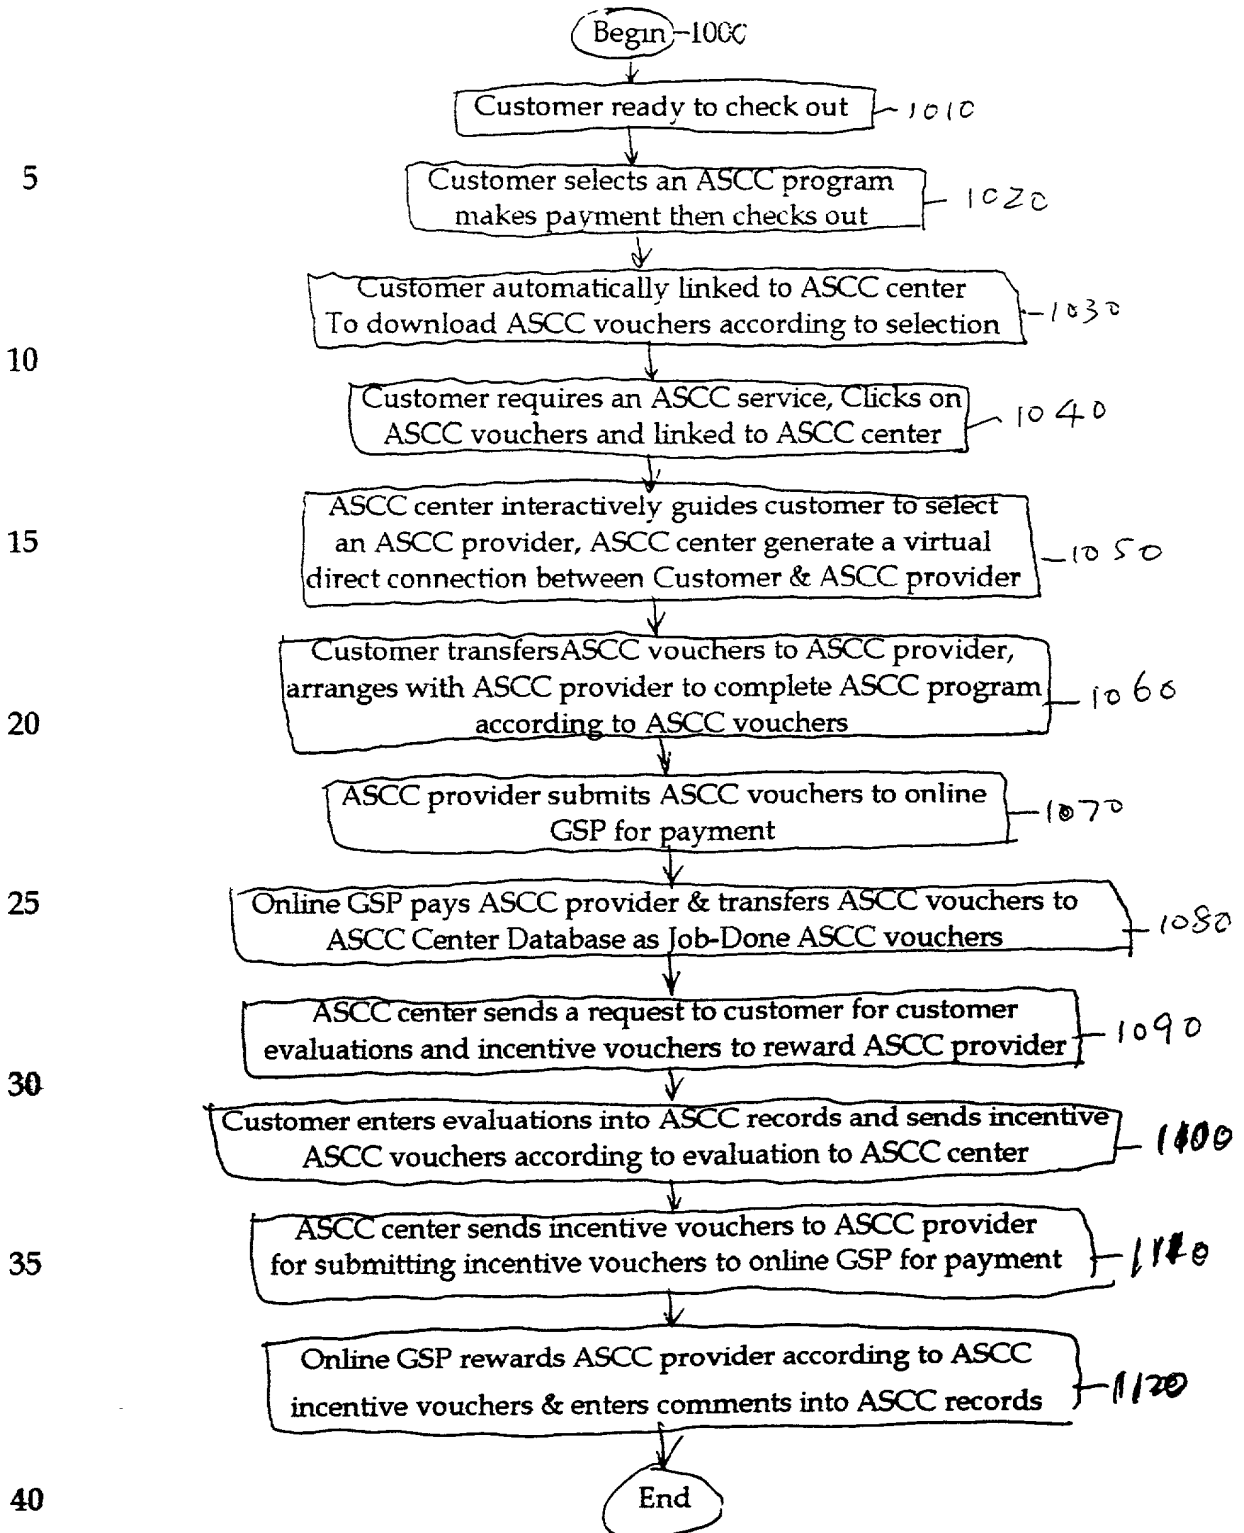 Begin 1000
Customer ready to check out 1010
5
Customer selects an ASCC program
makes payment then checks out 1020
Customer automatically linked to ASCC center
To download ASCC vouchers according to selection 1030
10
Customer requires an ASCC service, Clicks on
ASCC vouchers and linked to ASCC center 1040
ASCC center interactively guides customer to select
15
an ASCC provider, ASCC center generate a virtual
direct connection between Customer & ASCC provider 1050
Customer transfersASCC vouchers to ASCC provider,
arranges with ASCC provider to complete ASCC program 1060
20
according to ASCC vouchers
ASCC provider submits ASCC vouchers to online
GSP for payment 1070
25
Online GSP pays ASCC provider & transfers ASCC vouchers to
ASCC Center Database as Job-Done ASCC vouchers 1080
ASCC center sends a request to customer for customer
evaluations and incentive vouchers to reward ASCC provider 1090
30
Customer enters evaluations into ASCC records and sends incentive
ASCC vouchers according to evaluation to ASCC center 1100
ASCC center sends incentive vouchers to ASCC provider
35
for submitting incentive vouchers to online GSP for payment 1110
Online GSP rewards ASCC provider according to ASCC
incentive vouchers & enters comments into ASCC records 1120
End
40